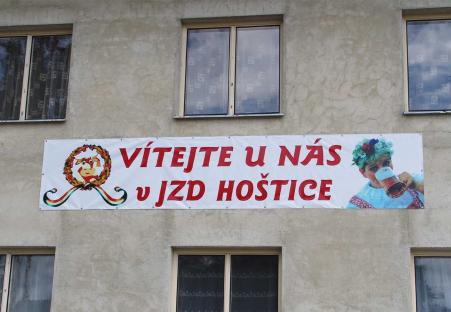 VÍTEJTE U NÁS
v JZD HOŠTICE